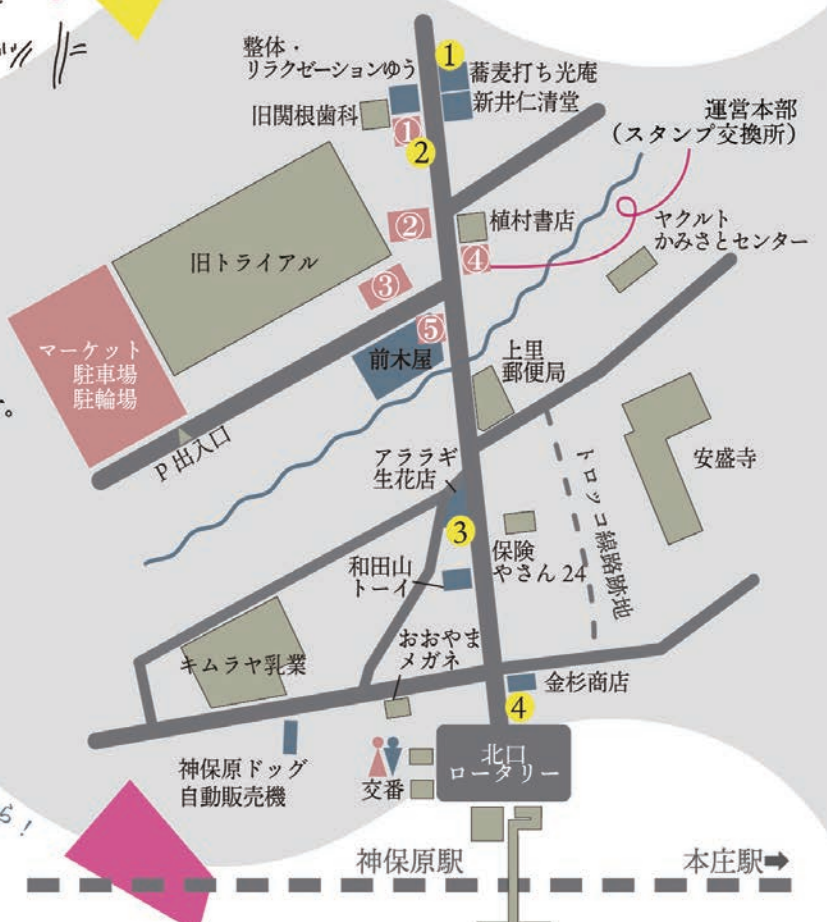 整体・
リラクゼーションゆう
1
蕎麦打ち光庵
新井仁清堂
旧関根歯科
①
2
運営本部
（スタンプ交換所）
②
植村書店
④
ヤクルト
かみさとセンター
旧トライアル
③
⑤
前木屋
マーケット
駐車場
駐輪場
。
P 出入口
上里
郵便局
アララギ
生花店
3
トロッコ線路跡地
安盛寺
保険
やさん 24
和田山
トーイ
おおやま
メガネ
キムラヤ乳業
金杉商店
4
神保原ドッグ
自動販売機
交番
北口
ロータリー
ら！
神保原駅
本庄駅➡